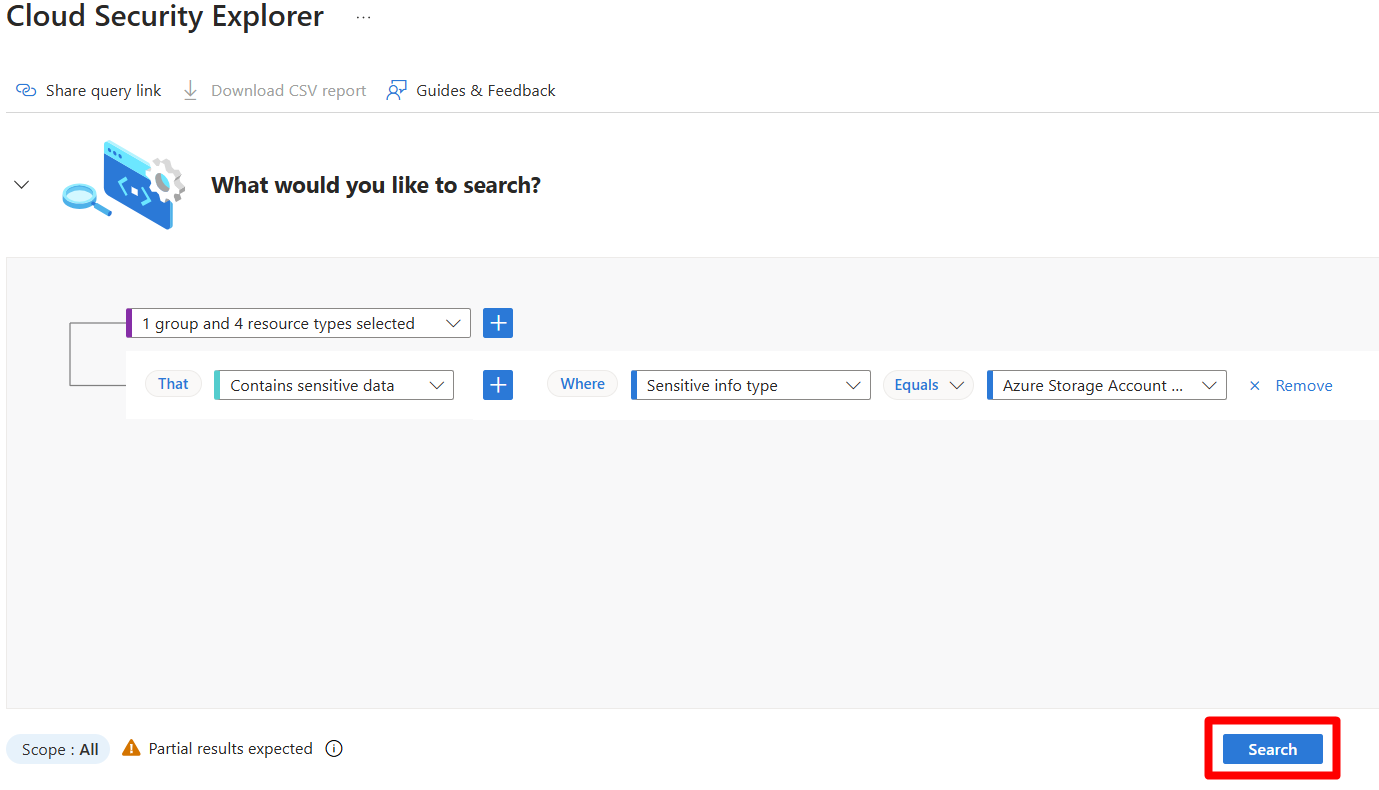 Cloud Security Explorer ...
Share query link Download CSV report Guides & Feedback
What would you like to search?
1 group and 4 resource types selected
That Contains sensitive data Where Sensitive info type Equals Azure Storage Account ... Remove
Scope : All Partial results expected Search